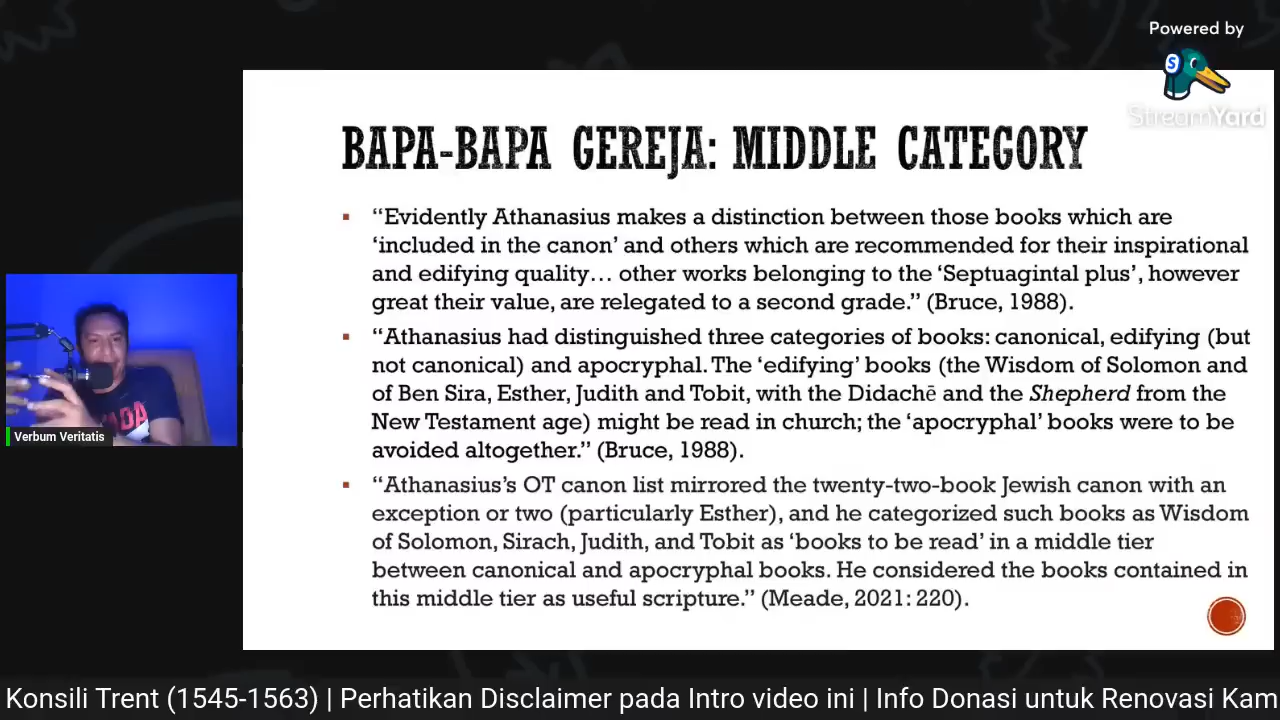 Powered by
StreamYard
BAPA-BAPA GEREJA: MIDDLE CATEGORY
▪ “Evidently Athanasius makes a distinction between those books which are
‘included in the canon’ and others which are recommended for their inspirational
and edifying quality… other works belonging to the ‘Septuagintal plus’, however
great their value, are relegated to a second grade.” (Bruce, 1988).
▪ “Athanasius had distinguished three categories of books: canonical, edifying (but
not canonical) and apocryphal. The ‘edifying’ books (the Wisdom of Solomon and
of Ben Sira, Esther, Judith and Tobit, with the Didachē and the Shepherd from the
New Testament age) might be read in church; the ‘apocryphal’ books were to be
avoided altogether.” (Bruce, 1988).
▪ “Athanasius’s OT canon list mirrored the twenty-two-book Jewish canon with an
exception or two (particularly Esther), and he categorized such books as Wisdom
of Solomon, Sirach, Judith, and Tobit as ‘books to be read’ in a middle tier
between canonical and apocryphal books. He considered the books contained in
this middle tier as useful scripture.” (Meade, 2021: 220).
Verbum Veritatis
Konsili Trent (1545-1563) | Perhatikan Disclaimer pada Intro video ini | Info Donasi untuk Renovasi Kam